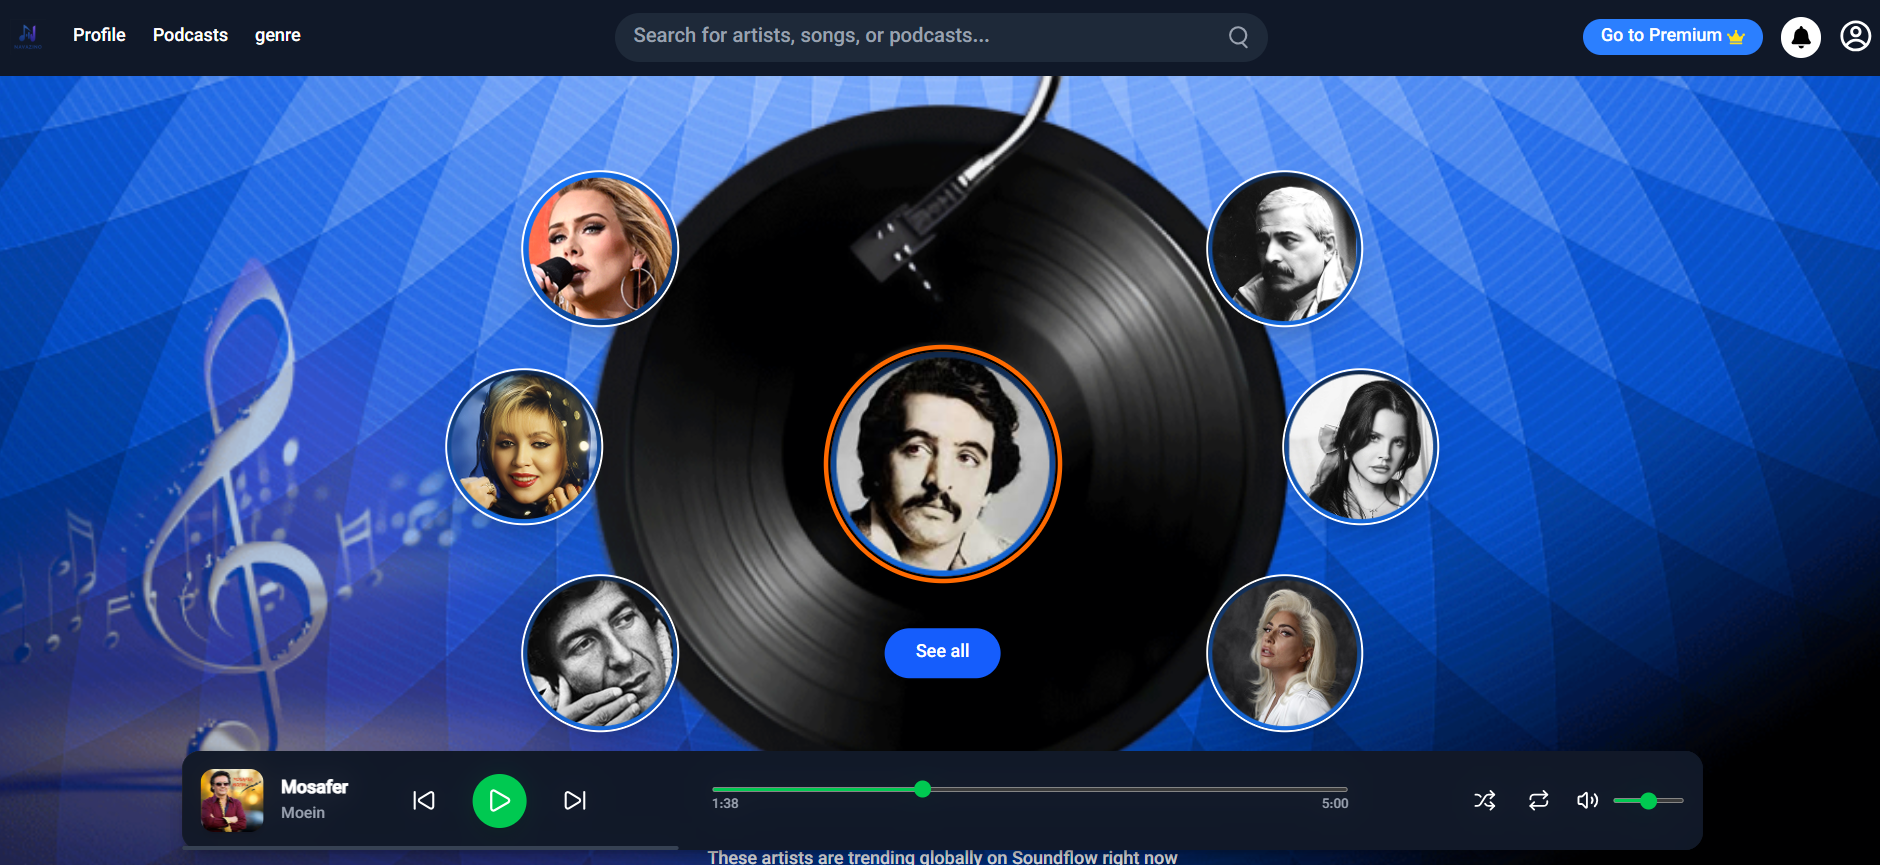 Profile Podcasts genre
Search for artists, songs, or podcasts...
Go to Premium
See all
Mosafer
Moein
1:38
5:00
These artists are trending globally on Soundflow right now